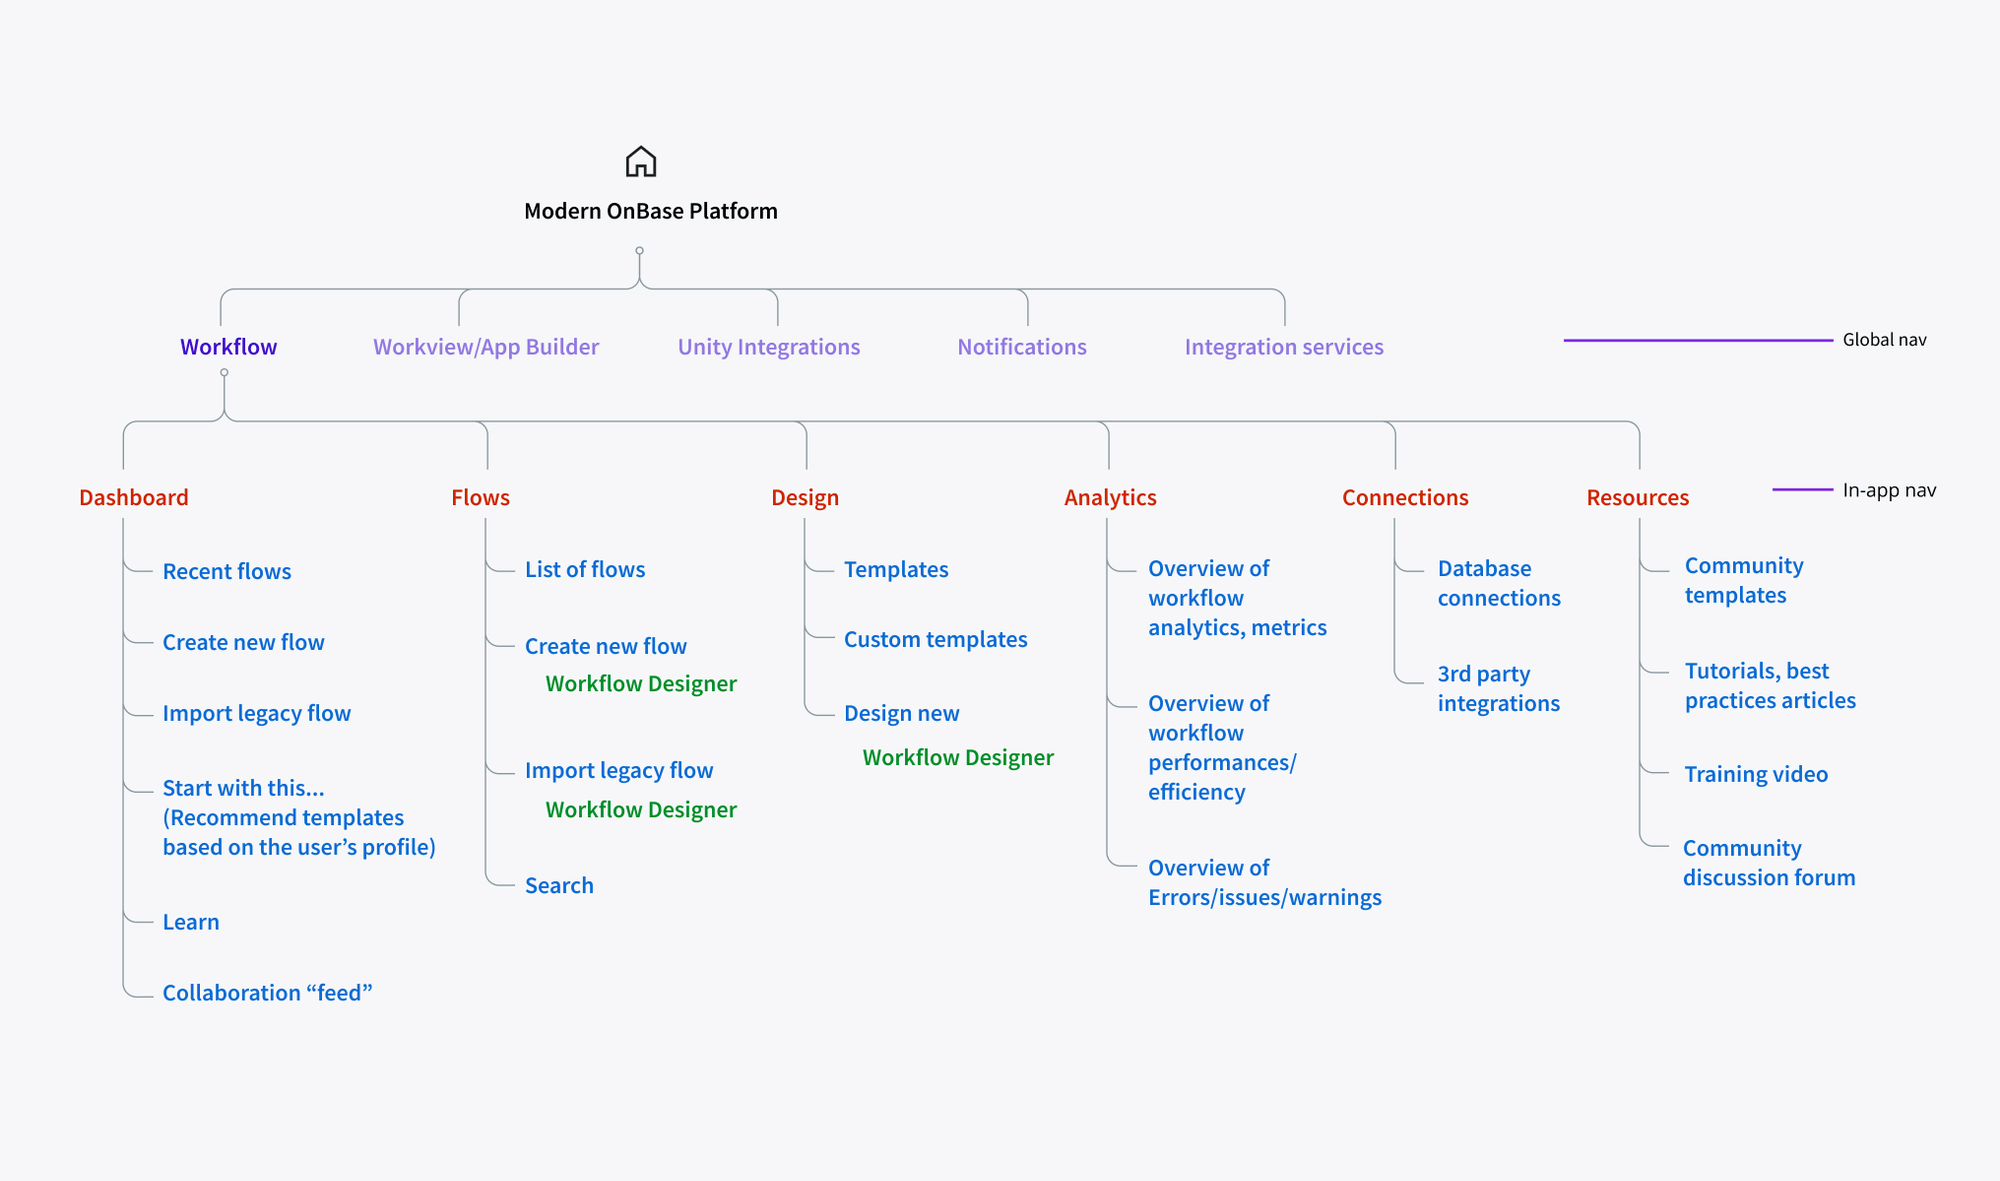 Modern OnBase Platform
Workflow
Workview/App Builder
Unity Integrations
Notifications
Integration services
Global nav
Dashboard
Flows
Design
Analytics
Connections
Resources
In-app nav
Recent flows
Create new flow
Import legacy flow
Start with this...
(Recommend templates
based on the user’s profile)
Learn
Collaboration “feed”
List of flows
Create new flow
Workflow Designer
Import legacy flow
Workflow Designer
Search
Templates
Custom templates
Design new
Workflow Designer
Overview of
workflow
analytics, metrics
Overview of
workflow
performances/
efficiency
Overview of
Errors/issues/warnings
Database
connections
3rd party
integrations
Community
templates
Tutorials, best
practices articles
Training video
Community
discussion forum